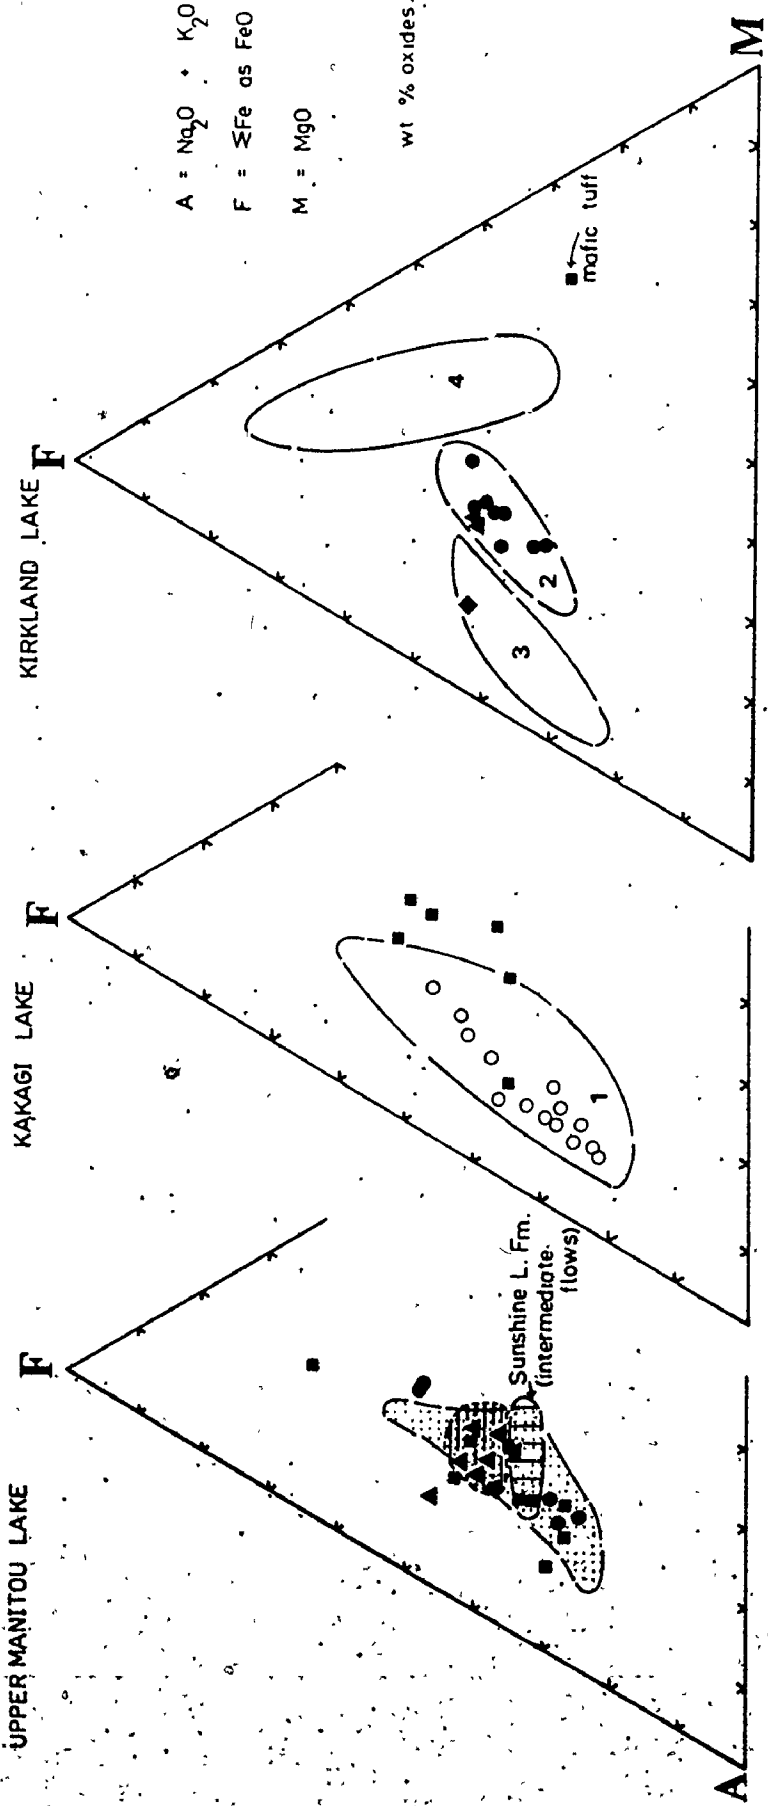 UPPER MANITOU LAKE
KAKAGI LAKE
KIRKLAND LAKE
F
F
F
A = Na2O + K2O
F = ΣFe as FeO
M = MgO
wt % oxides.
Sunshine L. Fm.
(intermediate
flows)
1
2
3
4
mafic tuff
A
M